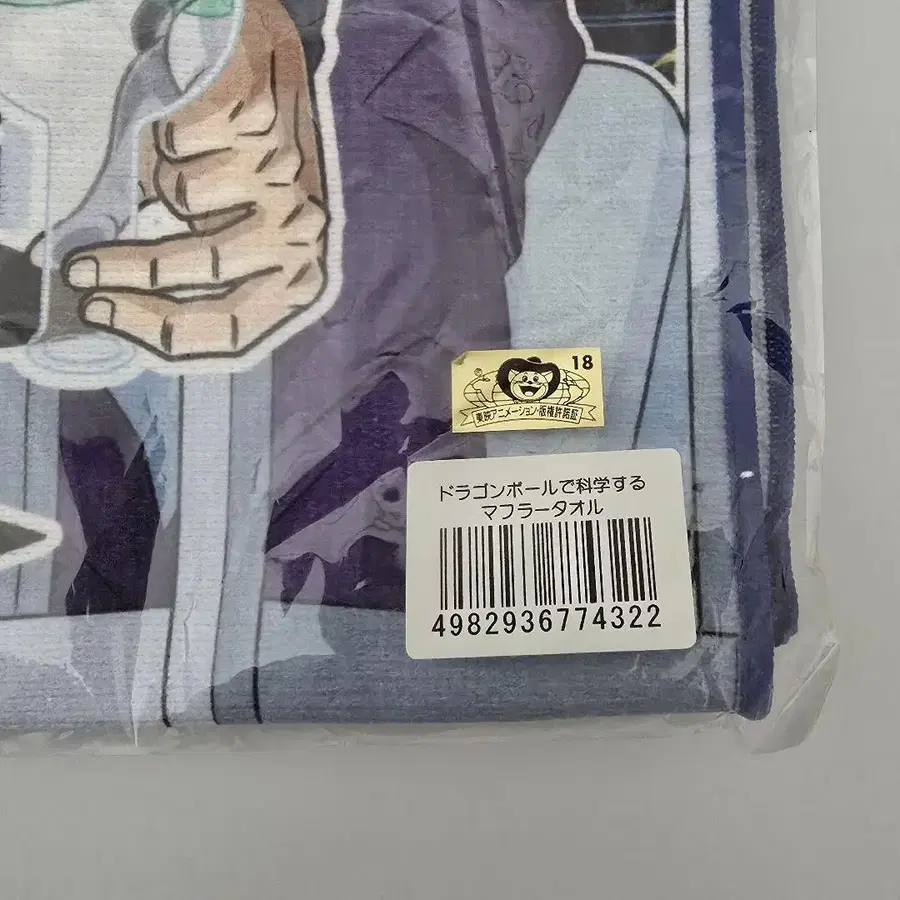 18
東映アニメーション・版権許諾証
ドラゴンボールで科学する
マフラータオル
4982936774322